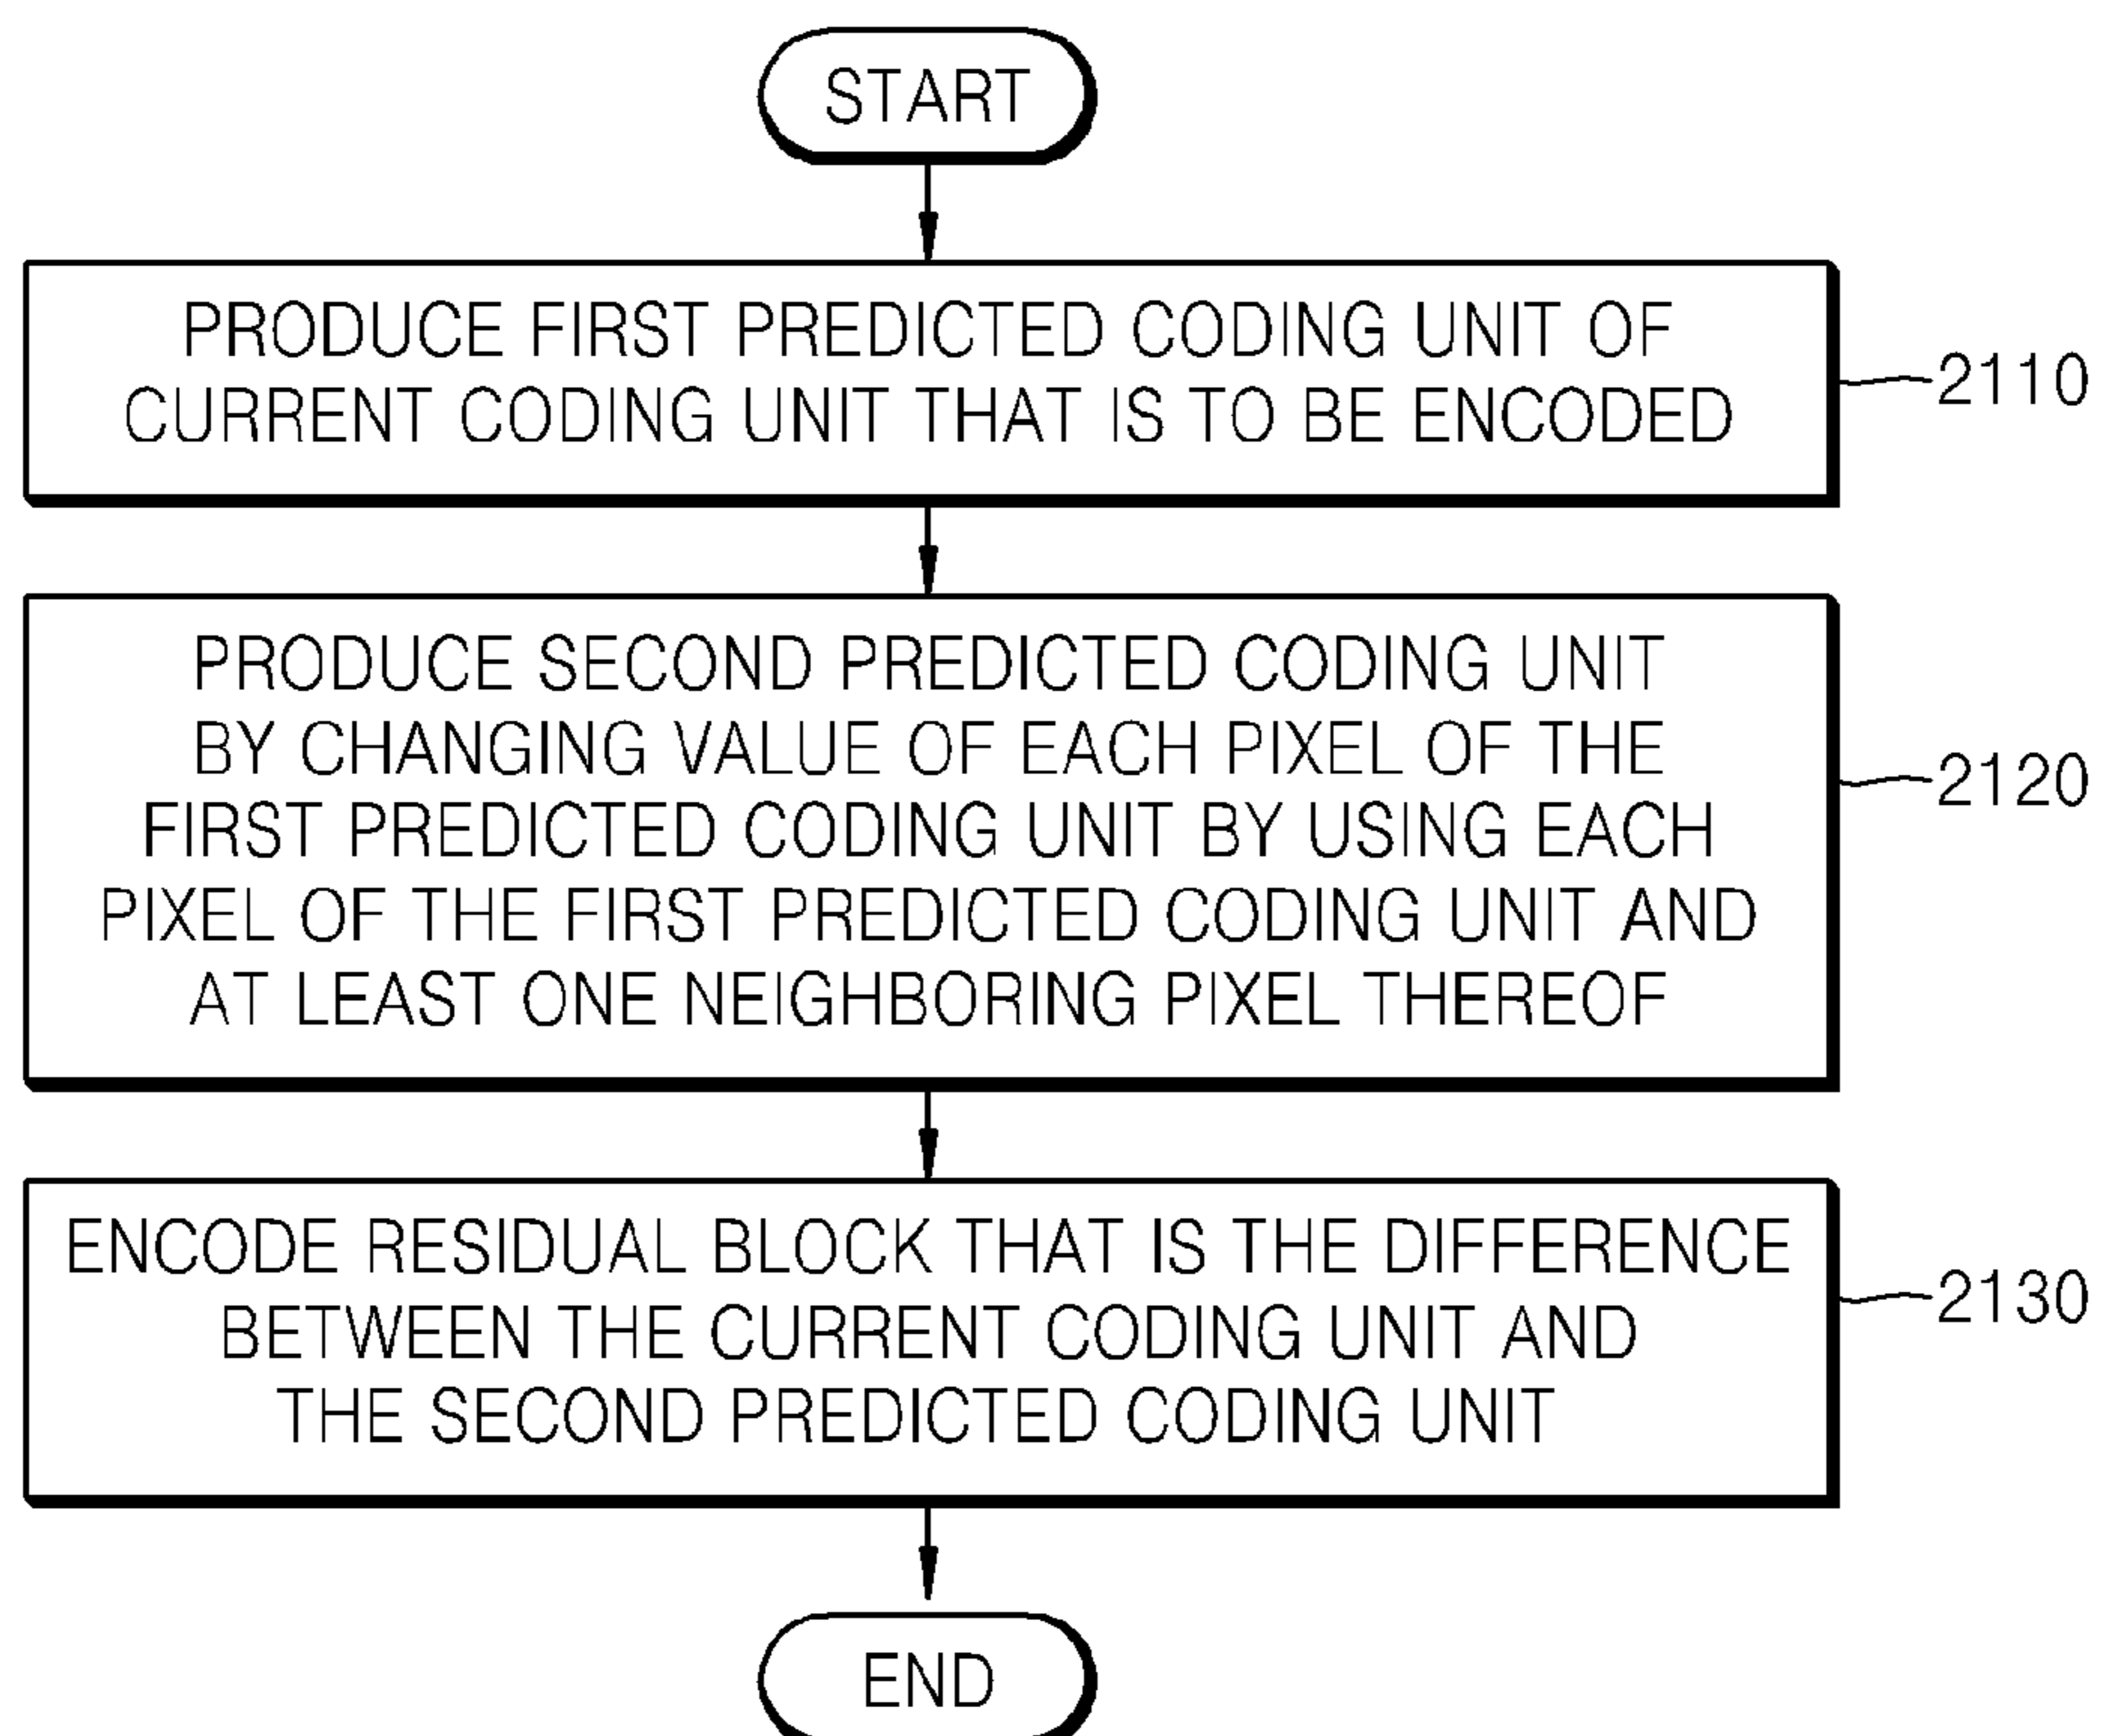 START
PRODUCE FIRST PREDICTED CODING UNIT OF
CURRENT CODING UNIT THAT IS TO BE ENCODED
2110
PRODUCE SECOND PREDICTED CODING UNIT
BY CHANGING VALUE OF EACH PIXEL OF THE
FIRST PREDICTED CODING UNIT BY USING EACH
PIXEL OF THE FIRST PREDICTED CODING UNIT AND
AT LEAST ONE NEIGHBORING PIXEL THEREOF
2120
ENCODE RESIDUAL BLOCK THAT IS THE DIFFERENCE
BETWEEN THE CURRENT CODING UNIT AND
THE SECOND PREDICTED CODING UNIT
2130
END